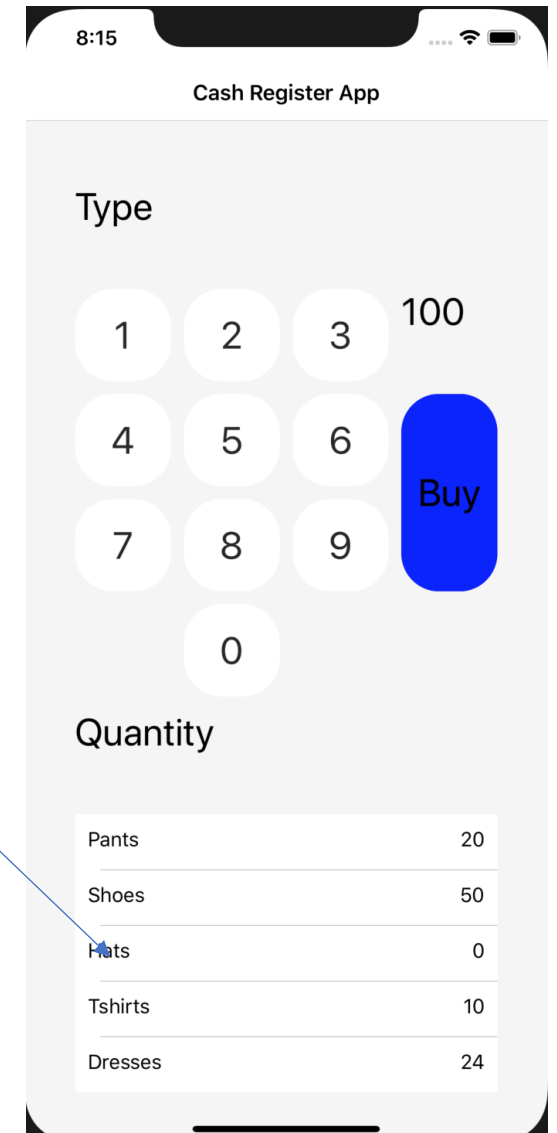 8:15
Cash Register App
Type
1 2 3 100
4 5 6
Buy
7 8 9
0
Quantity
Pants 20
Shoes 50
Hats 0
Tshirts 10
Dresses 24